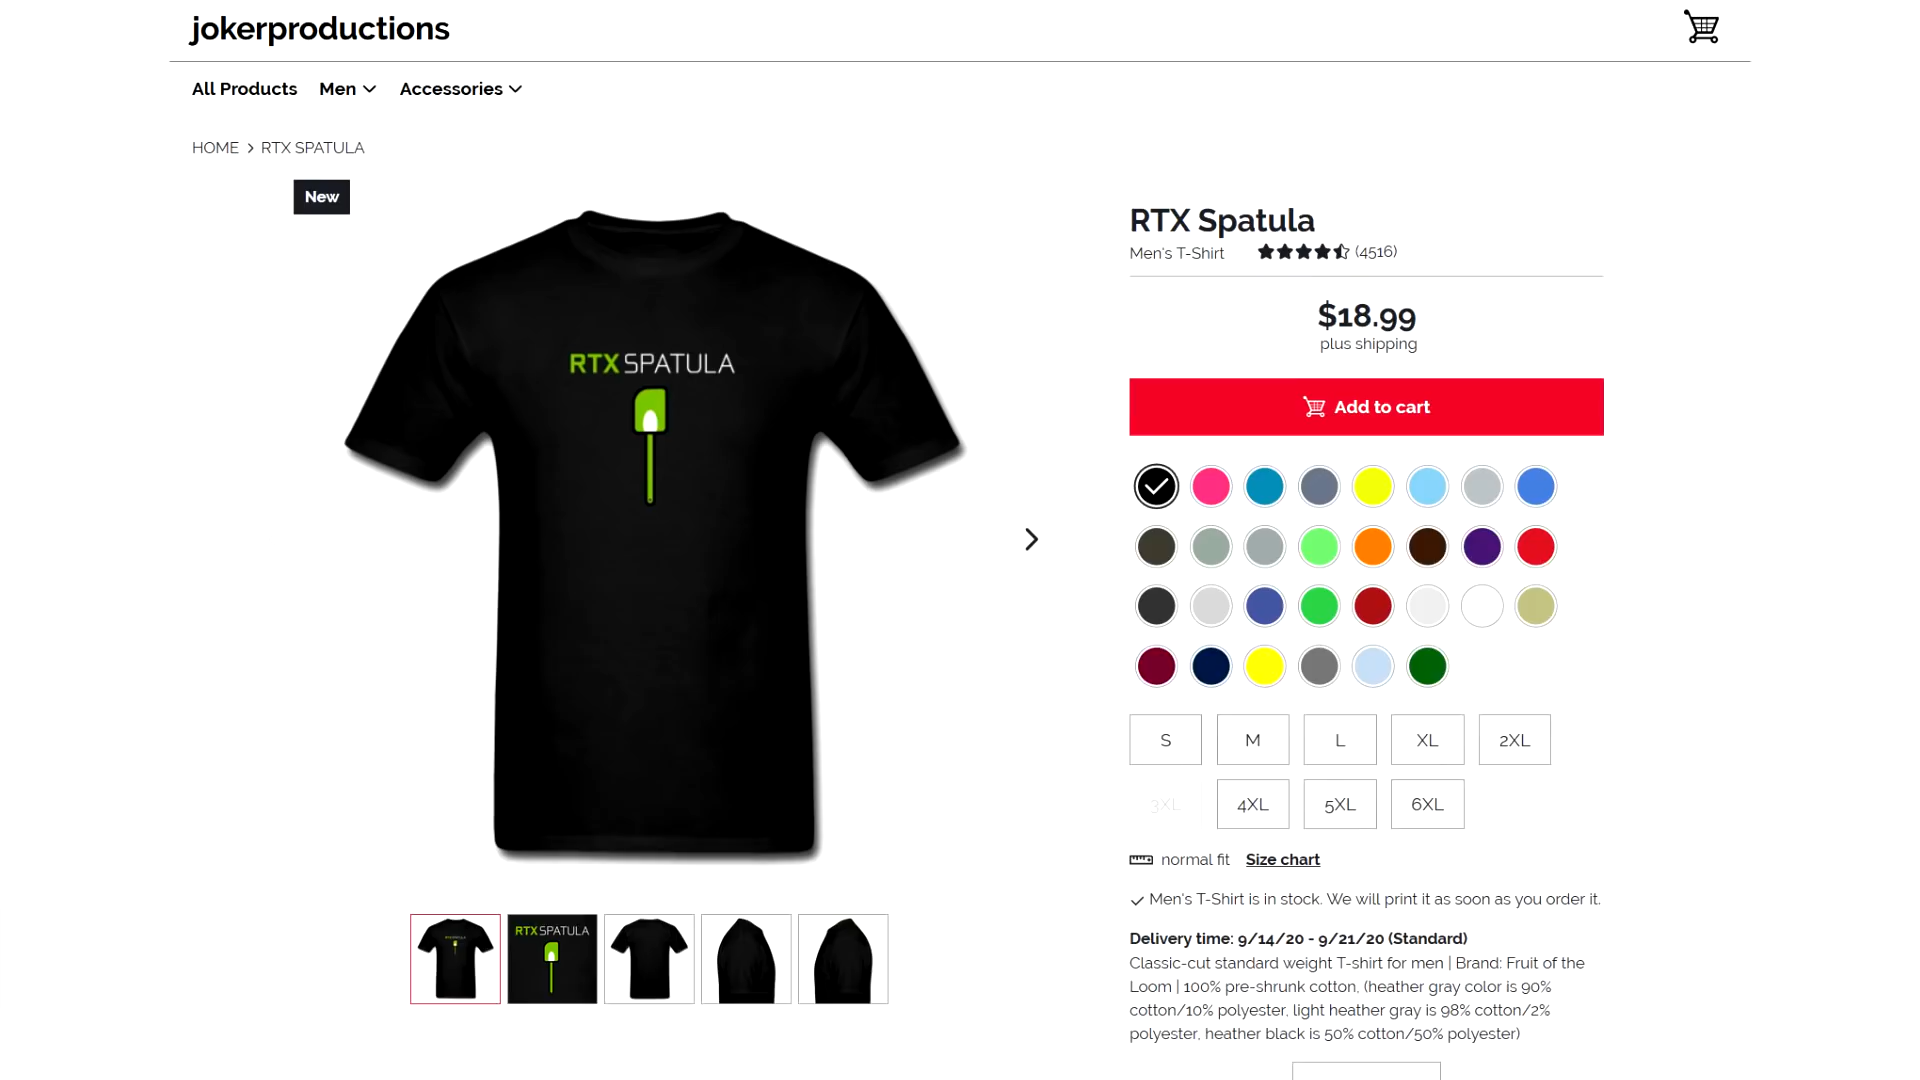 jokerproductions
All Products Men Accessories
HOME > RTX SPATULA
New
RTX SPATULA
RTX SPATULA
RTX Spatula
Men's T-Shirt (4516)
$18.99
plus shipping
Add to cart
S M L XL 2XL
3XL 4XL 5XL 6XL
normal fit Size chart
Men's T-Shirt is in stock. We will print it as soon as you order it.
Delivery time: 9/14/20 - 9/21/20 (Standard)
Classic-cut standard weight T-shirt for men | Brand: Fruit of the
Loom | 100% pre-shrunk cotton, (heather gray color is 90%
cotton/10% polyester, light heather gray is 98% cotton/2%
polyester, heather black is 50% cotton/50% polyester)